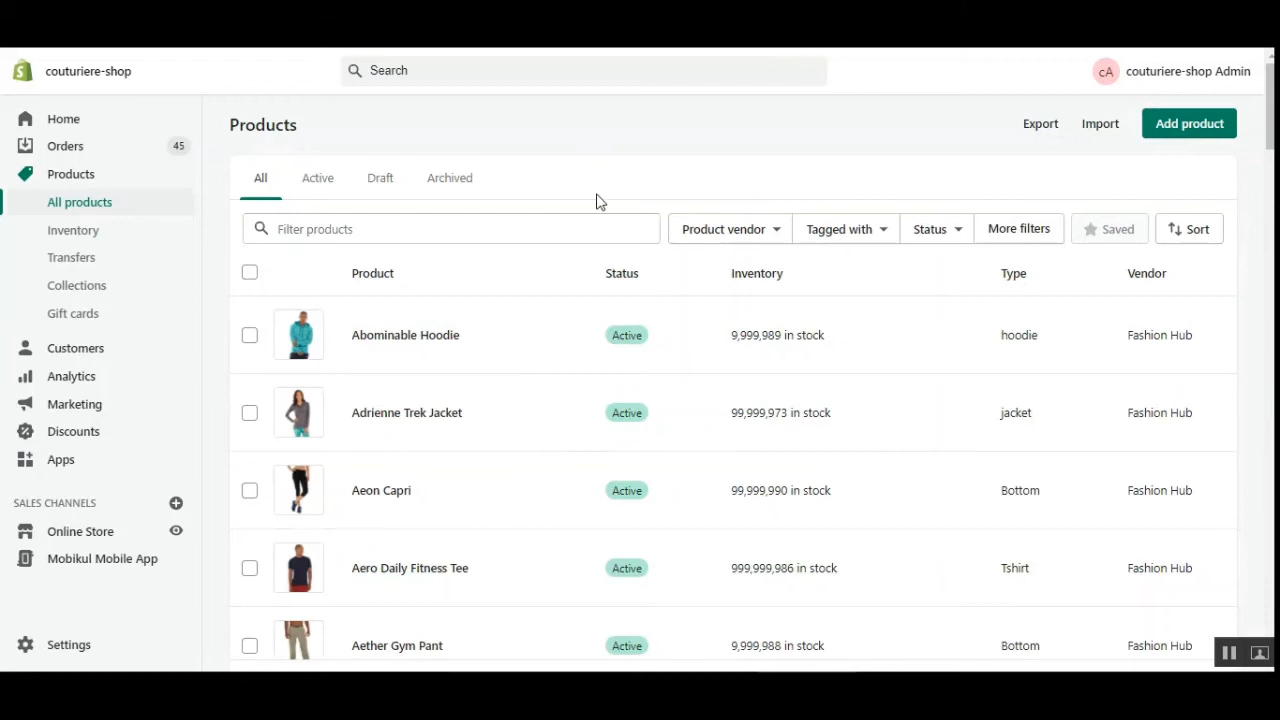 couturiere-shop
Search
cA couturiere-shop Admin
Home
Orders 45
Products
All products
Inventory
Transfers
Collections
Gift cards
Customers
Analytics
Marketing
Discounts
Apps
SALES CHANNELS
Online Store
Mobikul Mobile App
Settings
Products
Export Import Add product
All Active Draft Archived
Filter products Product vendor Tagged with Status More filters Saved Sort
Product Status Inventory Type Vendor
Abominable Hoodie Active 9,999,989 in stock hoodie Fashion Hub
Adrienne Trek Jacket Active 99,999,973 in stock jacket Fashion Hub
Aeon Capri Active 99,999,990 in stock Bottom Fashion Hub
Aero Daily Fitness Tee Active 999,999,986 in stock Tshirt Fashion Hub
Aether Gym Pant Active 9,999,988 in stock Bottom Fashion Hub